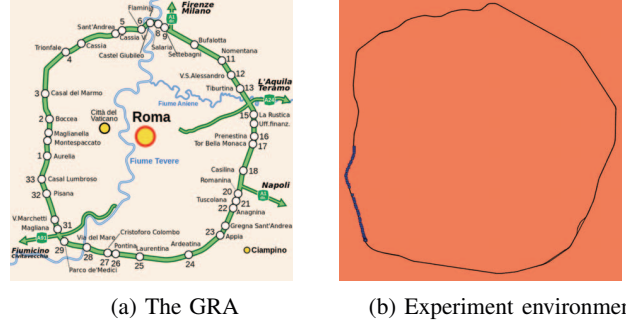 Flaminia
Firenze
Milano
A1
5
6
7
8
9
Sant'Andrea
Cassia V
Salaria
Settebagni
Castel Giubileo
Trionfale
Cassia
4
Bufalotta
Nomentana
11
V.S.Alessandro
12
Tiburtina
13
L'Aquila
Teramo
A24
3
Casal del Marmo
Fiume Aniene
Città del
Vaticano
Roma
15
La Rustica
Uff.finanz.
2
Boccea
Maglianella
Montespaccato
Prenestina
16
Tor Bella Monaca
17
1
Aurelia
Fiume Tevere
33
Casal Lumbroso
32
Pisana
Casilina
18
Romanina
20
Tuscolana
21
22
Anagnina
Napoli
A1
V.Marchetti
31
Magliana
Gregna Sant'Andrea
23
Appia
Fiumicino
Civitavecchia
29
Via del Mare
Cristoforo Colombo
28
27
26
Pontina
Laurentina
25
Ardeatina
24
Ciampino
Parco de'Medici
(a) The GRA
(b) Experiment environmen